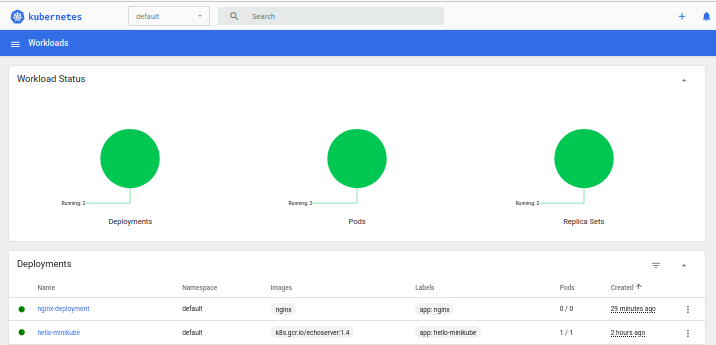 kubernetes default Search
Workloads
Workload Status
Running: 2 Running: 2 Running: 2
Deployments Pods Replica Sets
Deployments
Name Namespace Images Labels Pods Created
nginx-deployment default nginx app: nginx 0 / 0 29 minutes ago
hello-minikube default k8s.gcr.io/echoserver:1.4 app: hello-minikube 1 / 1 2 hours ago